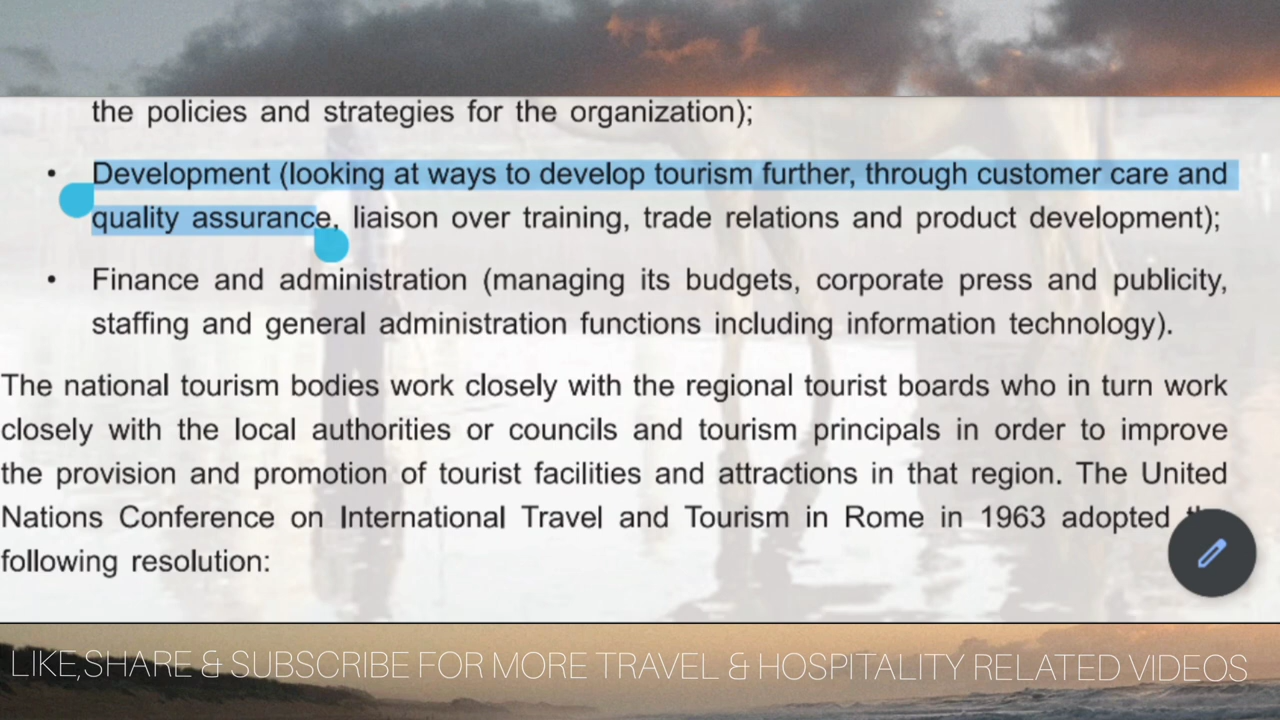 the policies and strategies for the organization);
• Development (looking at ways to develop tourism further, through customer care and
quality assurance, liaison over training, trade relations and product development);
• Finance and administration (managing its budgets, corporate press and publicity,
staffing and general administration functions including information technology).
The national tourism bodies work closely with the regional tourist boards who in turn work
closely with the local authorities or councils and tourism principals in order to improve
the provision and promotion of tourist facilities and attractions in that region. The United
Nations Conference on International Travel and Tourism in Rome in 1963 adopted
following resolution:
LIKE,SHARE & SUBSCRIBE FOR MORE TRAVEL & HOSPITALITY RELATED VIDEOS